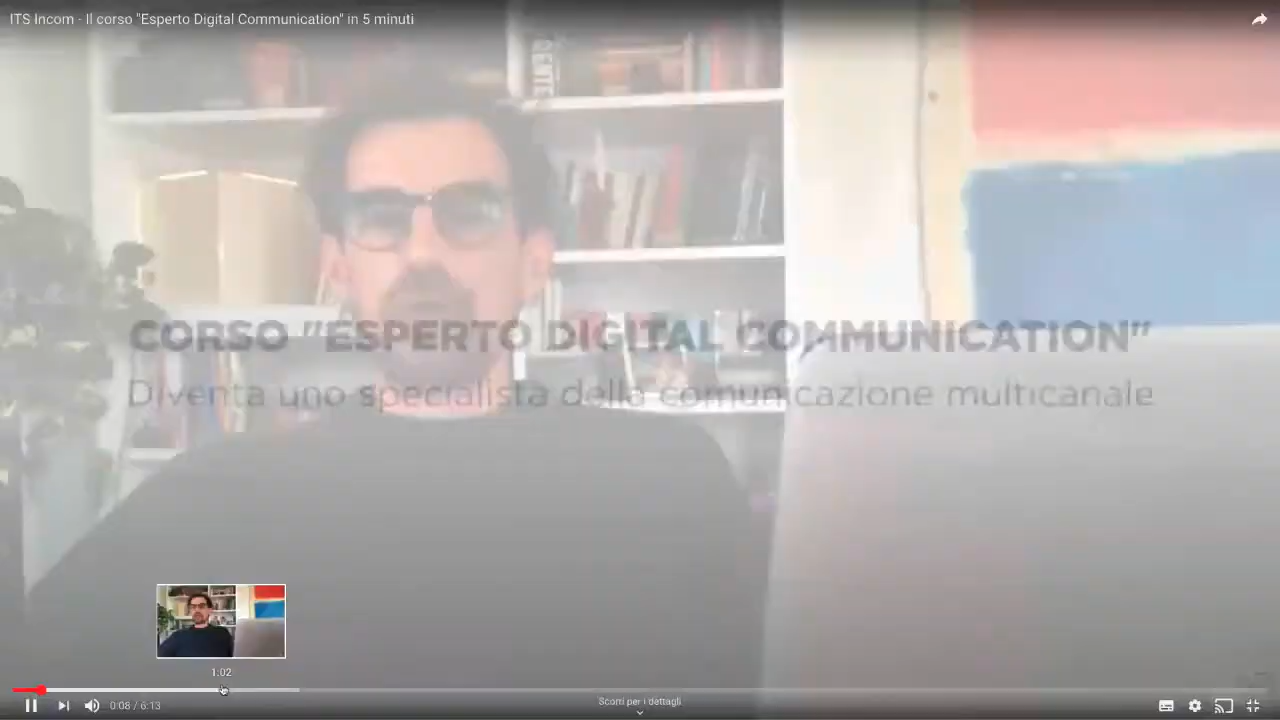 ITS Incom - Il corso "Esperto Digital Communication" in 5 minuti
CORSO "ESPERTO DIGITAL COMMUNICATION"
Diventa uno specialista della comunicazione multicanale
1:02
0:08 / 6:13
Scorri per i dettagli